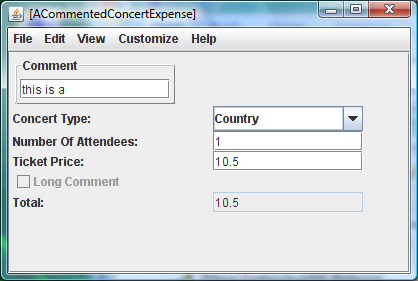 [ACommentedConcertExpense]
File Edit View Customize Help
Comment
this is a
Concert Type: Country
Number Of Attendees: 1
Ticket Price: 10.5
Long Comment
Total: 10.5